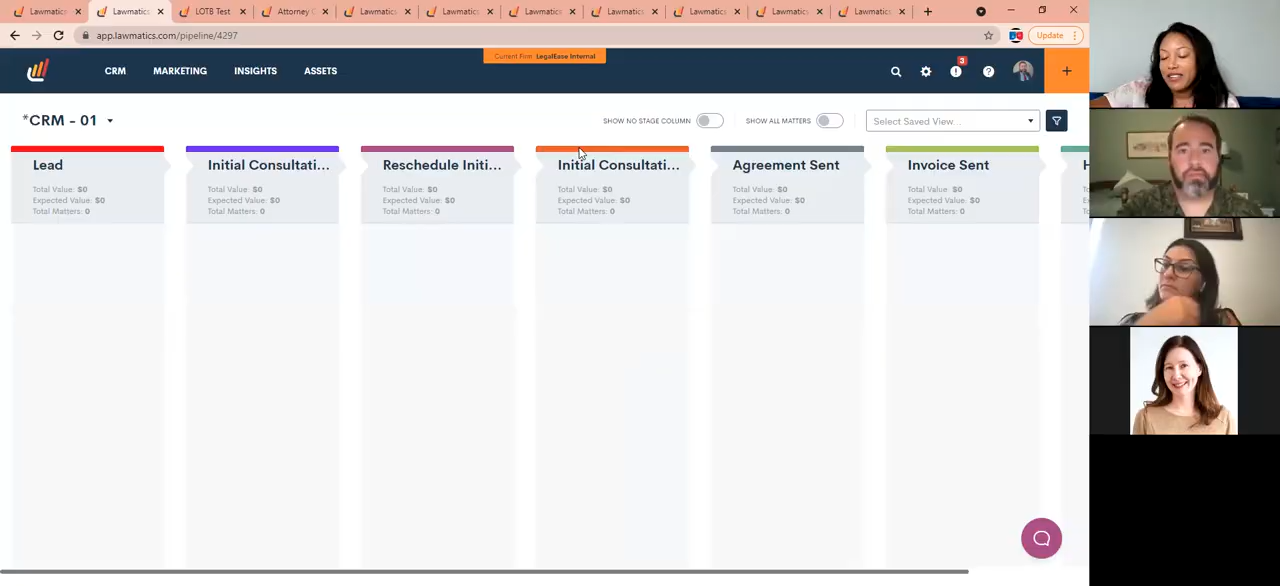 Lawmatics
Lawmatics
LOTB Test
Attorney C
Lawmatics
Lawmatics
Lawmatics
Lawmatics
Lawmatics
Lawmatics
Lawmatics
app.lawmatics.com/pipeline/4297
Update
Current Firm LegalEase Internal
CRM MARKETING INSIGHTS ASSETS
3
*CRM - 01
SHOW NO STAGE COLUMN
SHOW ALL MATTERS
Select Saved View...
Lead
Total Value: $0
Expected Value: $0
Total Matters: 0
Initial Consultati...
Total Value: $0
Expected Value: $0
Total Matters: 0
Reschedule Initi...
Total Value: $0
Expected Value: $0
Total Matters: 0
Initial Consultati...
Total Value: $0
Expected Value: $0
Total Matters: 0
Agreement Sent
Total Value: $0
Expected Value: $0
Total Matters: 0
Invoice Sent
Total Value: $0
Expected Value: $0
Total Matters: 0